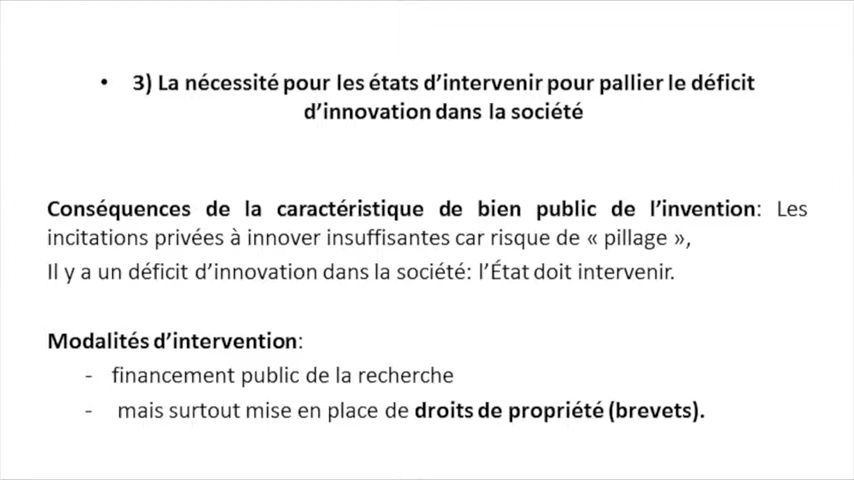 • 3) La nécessité pour les états d’intervenir pour pallier le déficit
d’innovation dans la société
Conséquences de la caractéristique de bien public de l’invention: Les
incitations privées à innover insuffisantes car risque de « pillage »,
Il y a un déficit d’innovation dans la société: l’État doit intervenir.
Modalités d’intervention:
- financement public de la recherche
- mais surtout mise en place de droits de propriété (brevets).